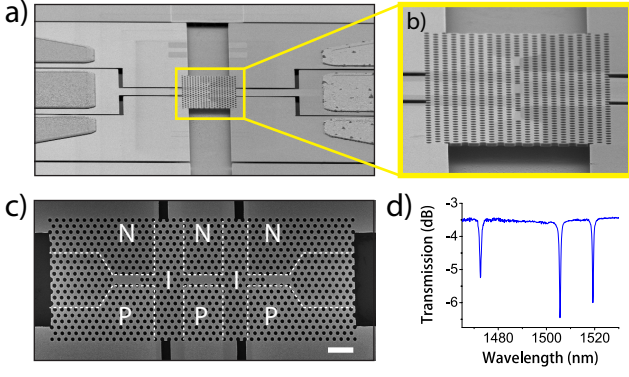 a)
b)
c)
N N N
I I
P P P
d)
Transmission (dB)
-3
-4
-5
-6
1480 1500 1520
Wavelength (nm)